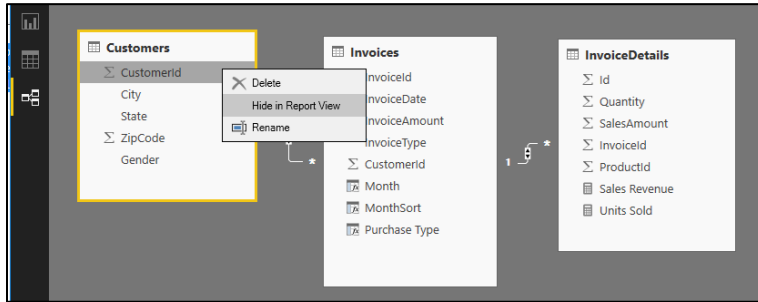 Customers
Σ CustomerId
City
State
Σ ZipCode
Gender
Delete
Hide in Report View
Rename
Invoices
InvoiceId
InvoiceDate
InvoiceAmount
InvoiceType
Σ CustomerId
Month
MonthSort
Purchase Type
*
1
*
InvoiceDetails
Σ Id
Σ Quantity
Σ SalesAmount
Σ InvoiceId
Σ ProductId
Sales Revenue
Units Sold